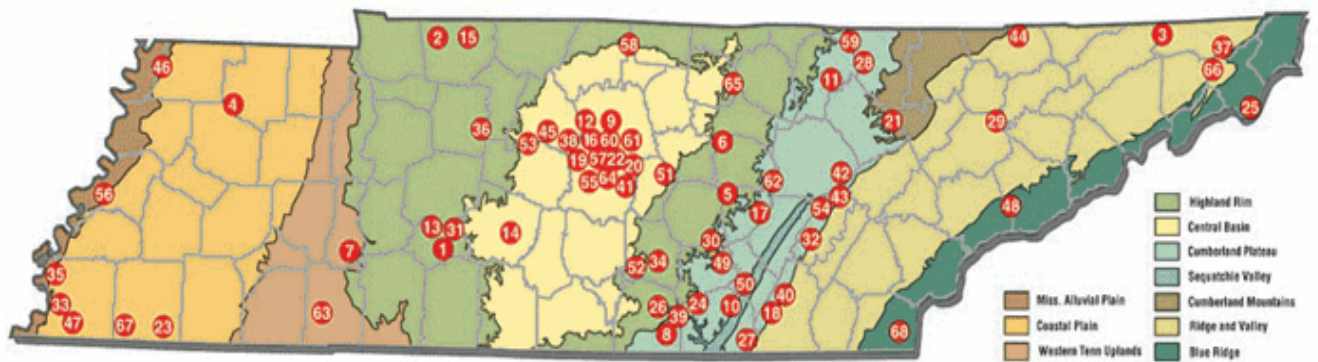 2 15 58 59 44 3
46 28 37
4 65 11 66
12 9 25
36 45 38 16 60 61 6 21 29
53 19 57 22 20 51
56 55 64 41 5 62 42
17 43 48 Highland Rim
13 31 14 54
7 1 30 32 Central Basin
52 34 49 Cumberland Plateau
35 50 Sequatchie Valley
33 26 24 10 40 Miss. Alluvial Plain Cumberland Mountains
47 67 23 63 39 18 Coastal Plain Ridge and Valley
8 27 68 Western Tenn Uplands Blue Ridge